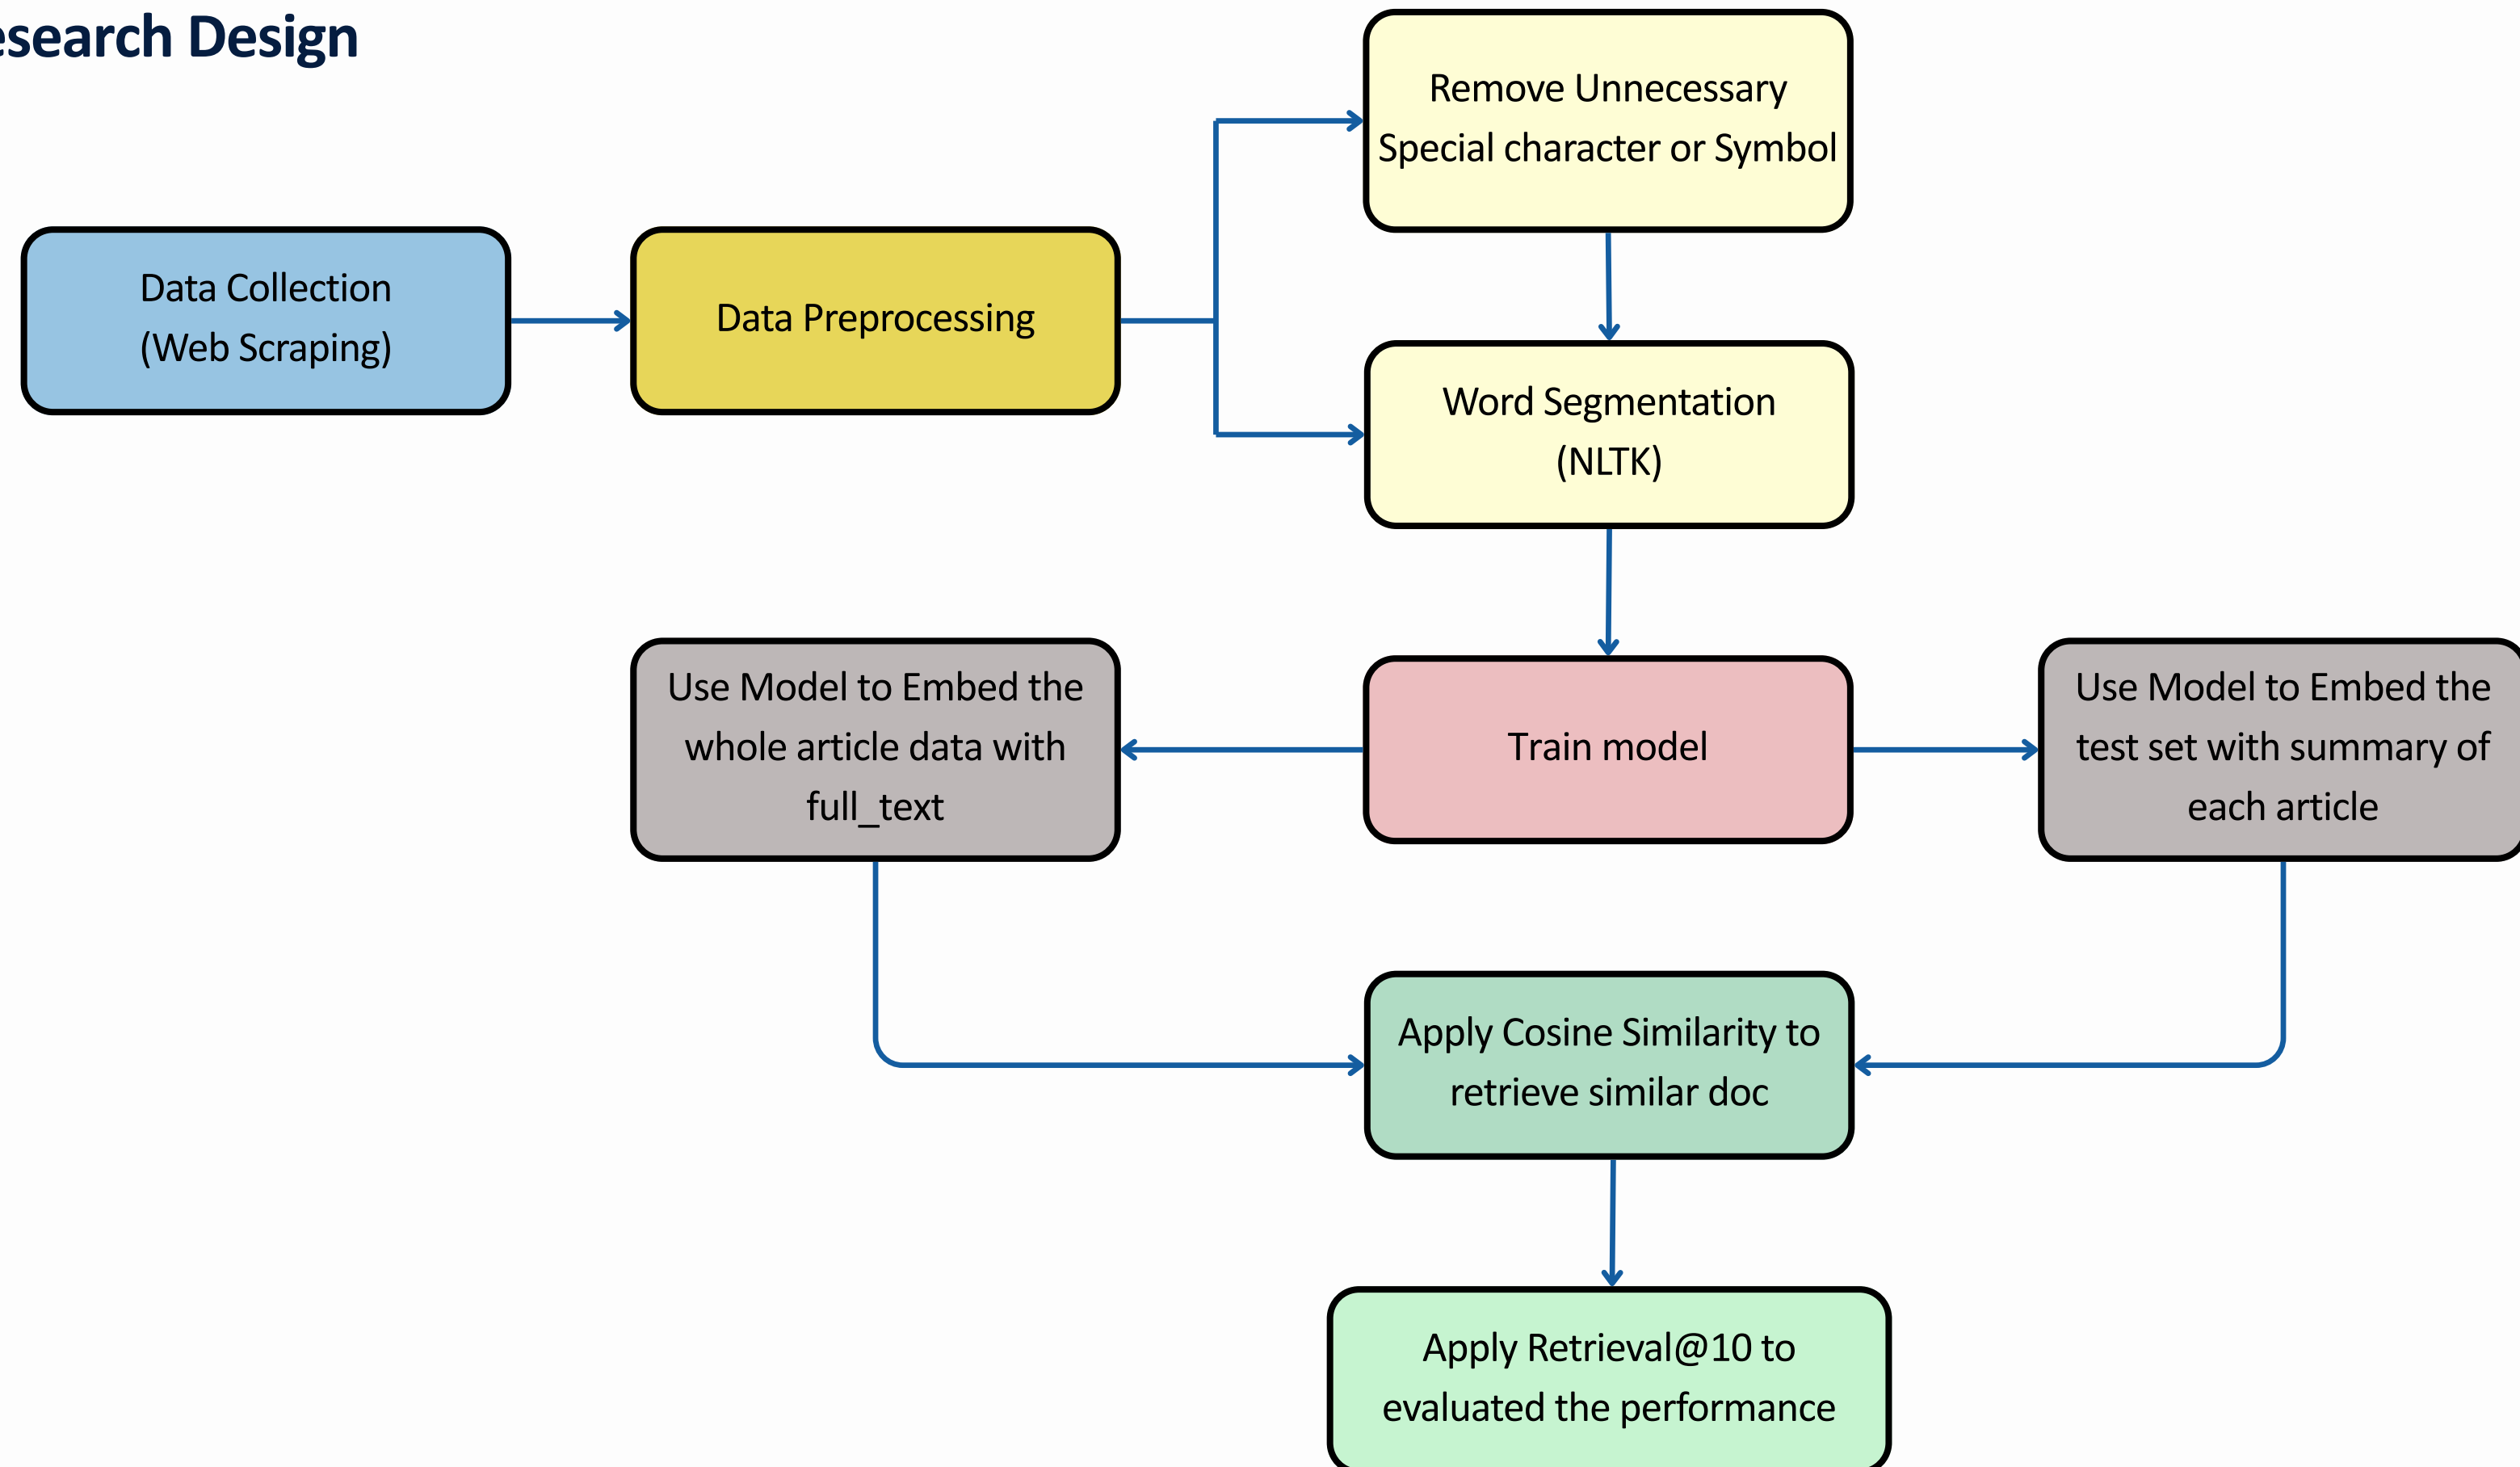 esearch Design
Remove Unnecessary
Special character or Symbol
Data Collection
(Web Scraping)
Data Preprocessing
Word Segmentation
(NLTK)
Use Model to Embed the
whole article data with
full_text
Train model
Use Model to Embed the
test set with summary of
each article
Apply Cosine Similarity to
retrieve similar doc
Apply Retrieval@10 to
evaluated the performance